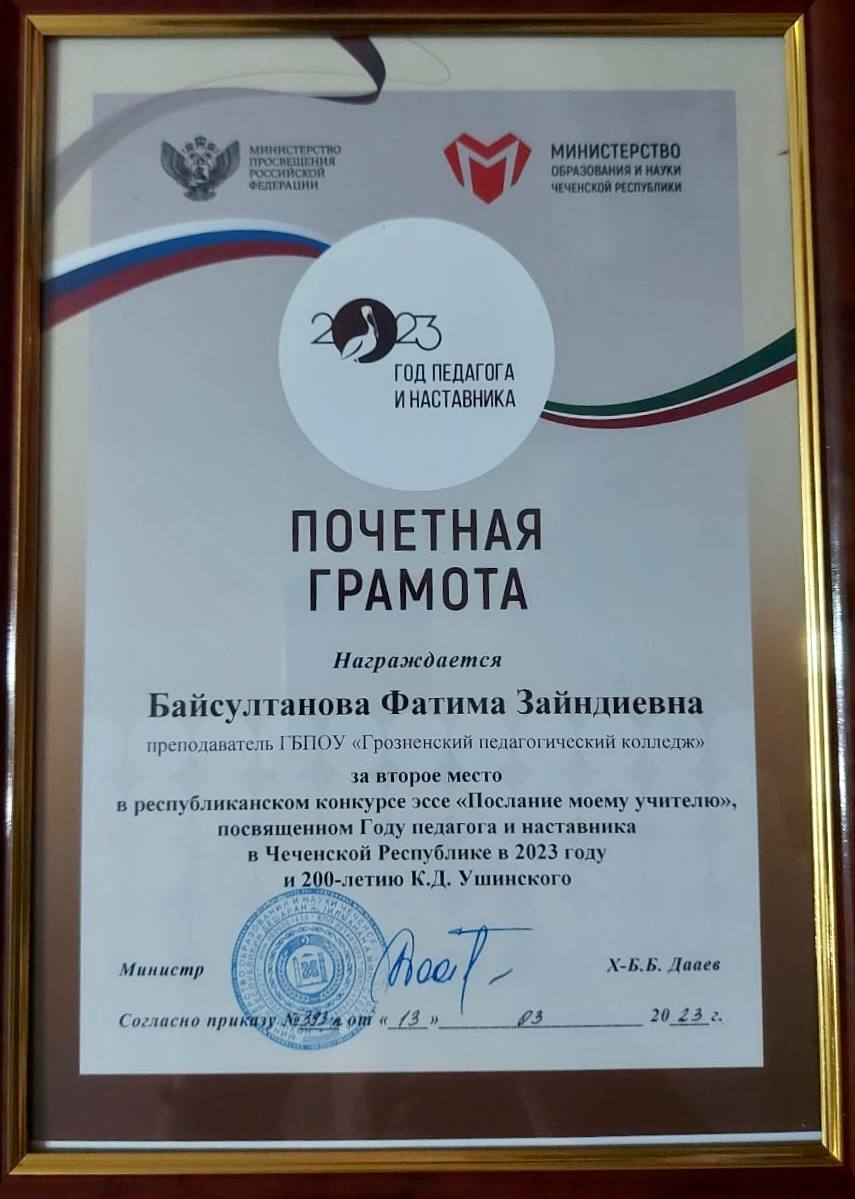 МИНИСТЕРСТВО
ПРОСВЕЩЕНИЯ
РОССИЙСКОЙ
ФЕДЕРАЦИИ
МИНИСТЕРСТВО
ОБРАЗОВАНИЯ И НАУКИ
ЧЕЧЕНСКОЙ РЕСПУБЛИКИ
2023
ГОД ПЕДАГОГА
И НАСТАВНИКА
ПОЧЕТНАЯ
ГРАМОТА
Награждается
Байсултанова Фатима Зайндиевна
преподаватель ГБПОУ «Грозненский педагогический колледж»
за второе место
в республиканском конкурсе эссе «Послание моему учителю»,
посвященном Году педагога и наставника
в Чеченской Республике в 2023 году
и 200-летию К.Д. Ушинского
Министр
Х-Б.Б. Дааев
Согласно приказу № 393-п от « 13 » 03 2023 г.